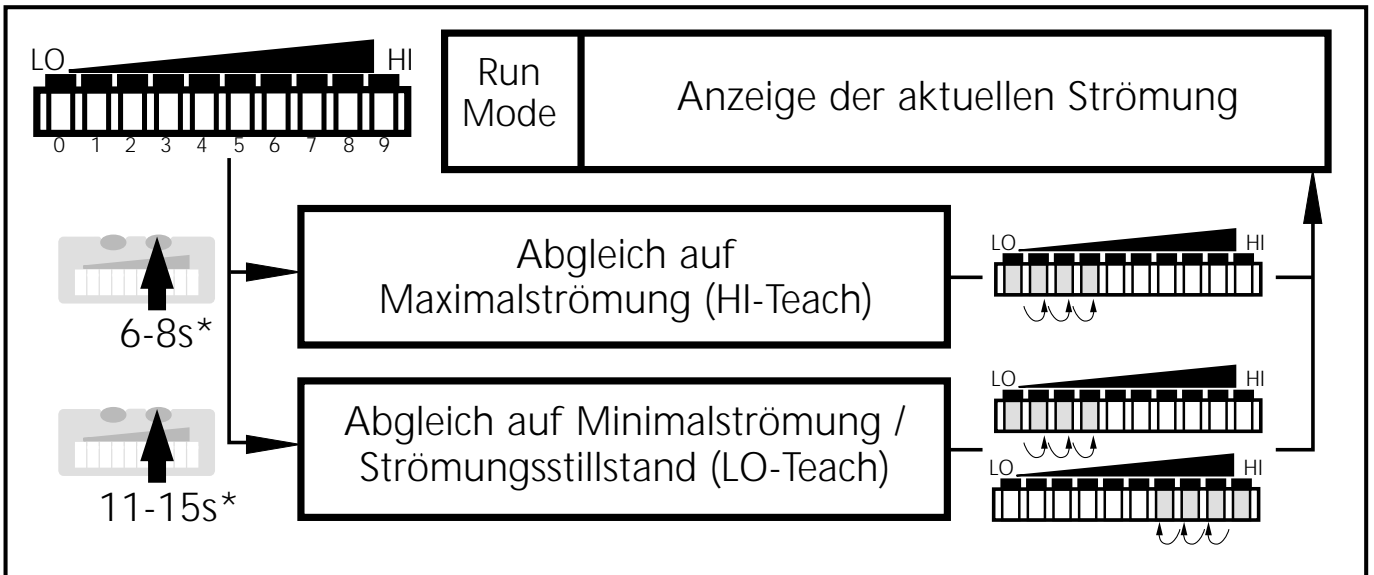 LO HI
0 1 2 3 4 5 6 7 8 9
Run
Mode
Anzeige der aktuellen Strömung
6-8s*
Abgleich auf
Maximalströmung (HI-Teach)
LO HI
11-15s*
Abgleich auf Minimalströmung /
Strömungsstillstand (LO-Teach)
LO HI
LO HI